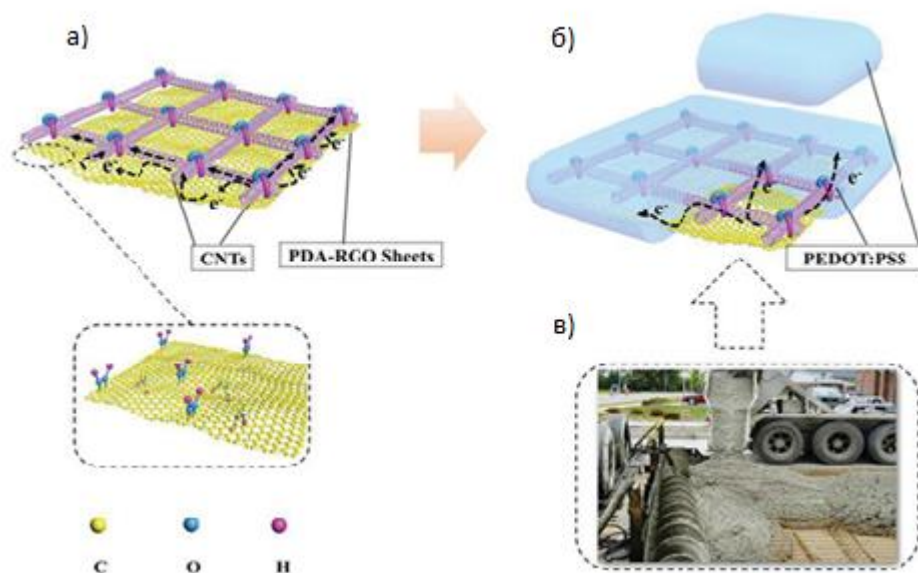 а)
б)
CNTs
PDA-RGO Sheets
PEDOT:PSS
в)
e⁻
e⁻
e⁻
e⁻
e⁻
e⁻
C
O
H